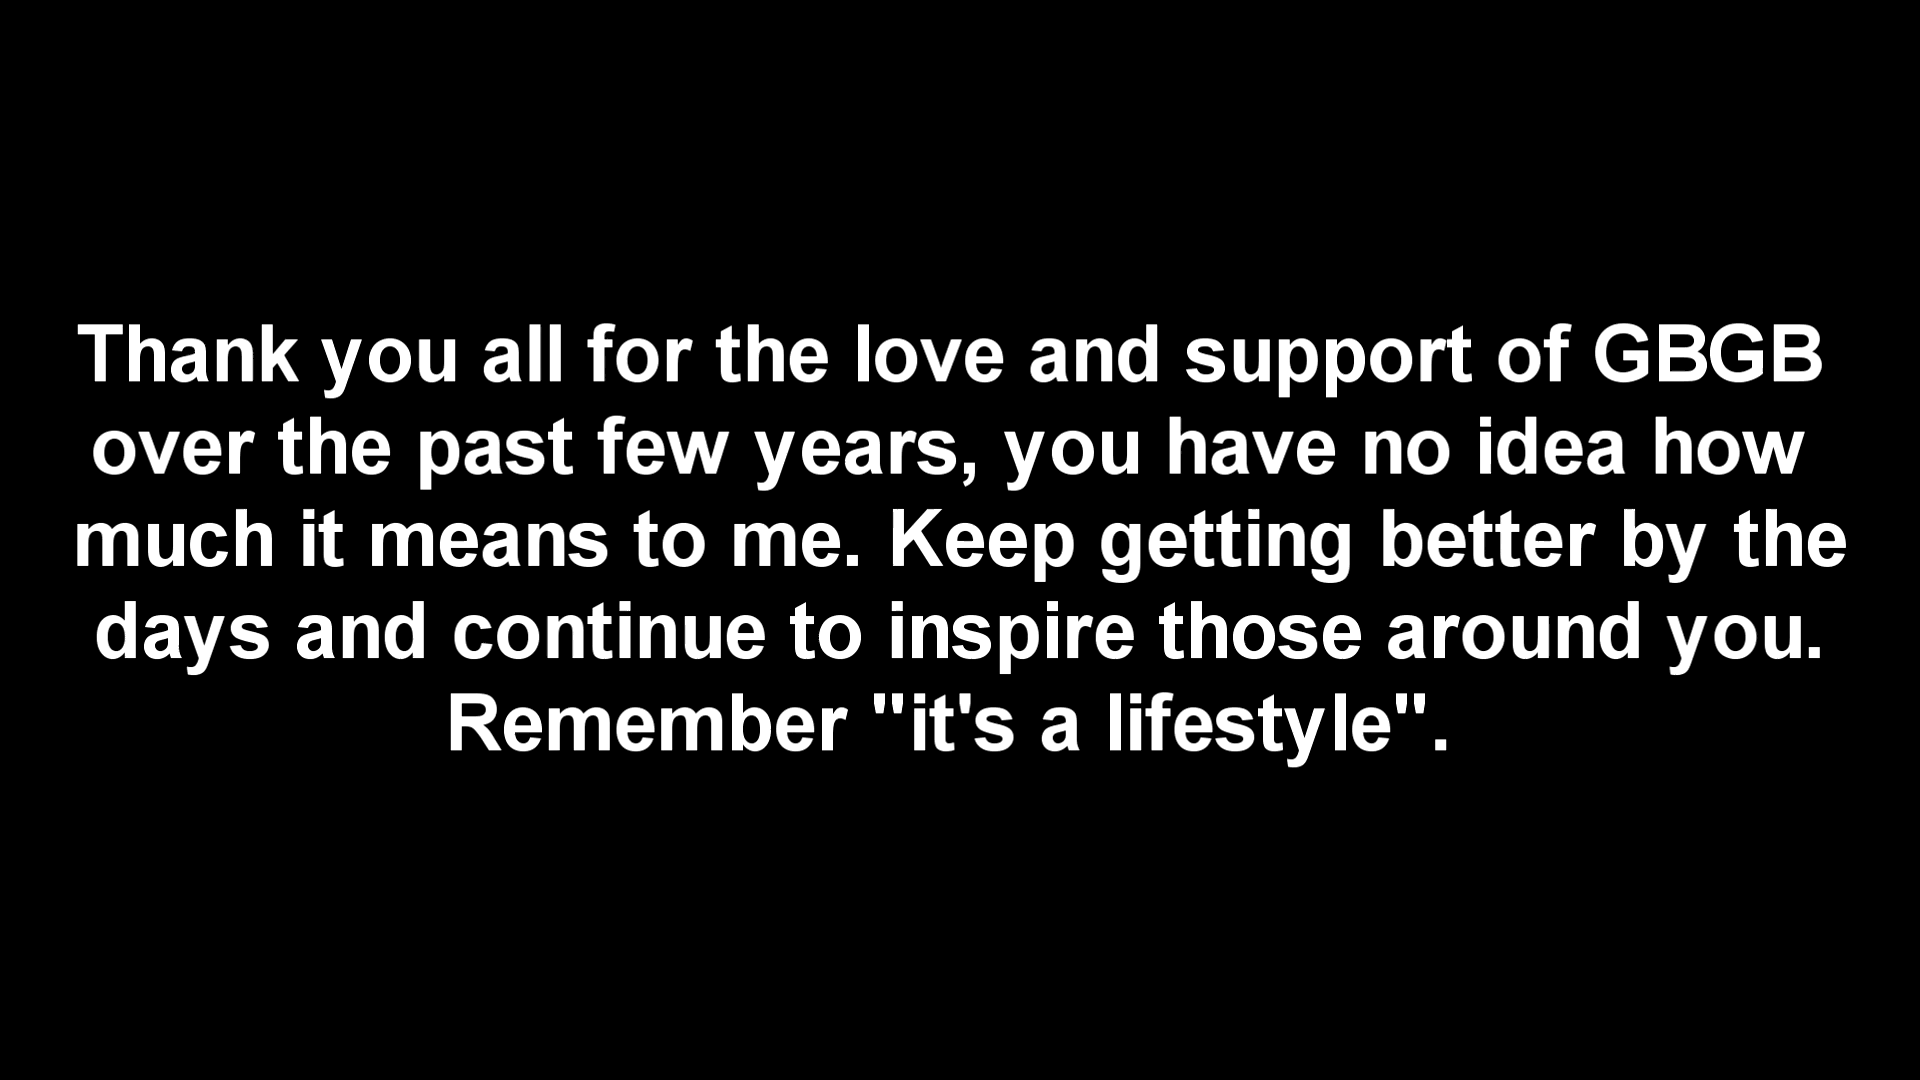 Thank you all for the love and support of GBGB
over the past few years, you have no idea how
much it means to me. Keep getting better by the
days and continue to inspire those around you.
Remember "it's a lifestyle".